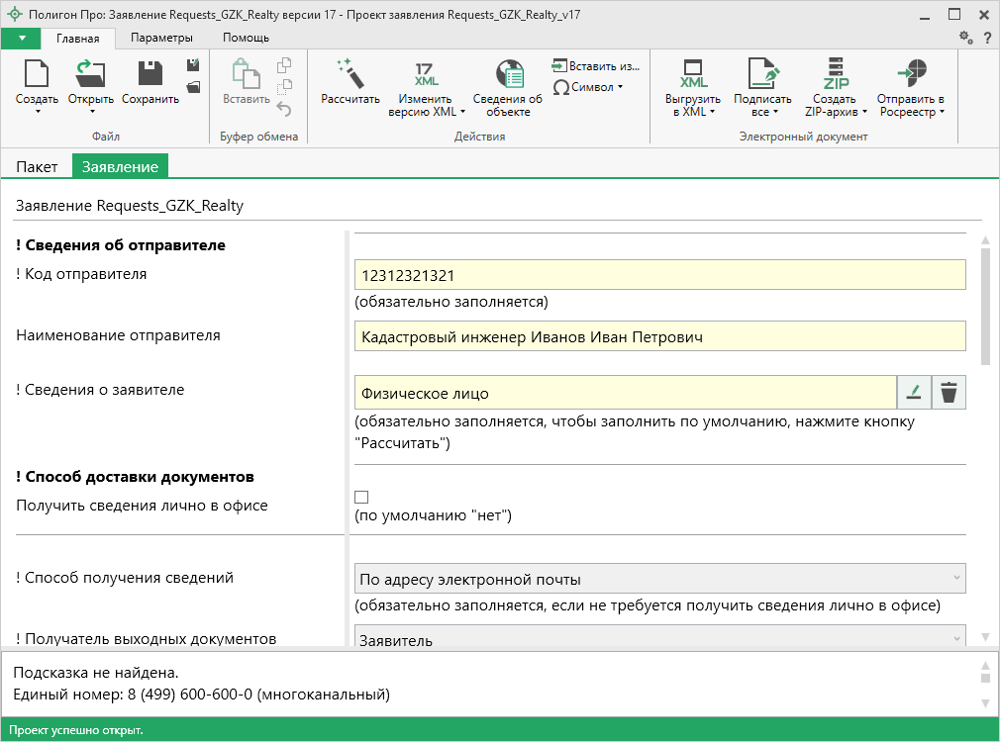 Полигон Про: Заявление Requests_GZK_Realty версии 17 - Проект заявления Requests_GZK_Realty_v17
Главная Параметры Помощь ?
Создать Открыть Сохранить
Файл
Вставить
Буфер обмена
Рассчитать
17 XML
Изменить
версию XML
Сведения об
объекте
Вставить из...
Символ
Действия
XML
Выгрузить
в XML
Подписать
все
ZIP
Создать
ZIP-архив
Отправить в
Росреестр
Электронный документ
Пакет Заявление
Заявление Requests_GZK_Realty
! Сведения об отправителе
! Код отправителя 12312321321
(обязательно заполняется)
Наименование отправителя Кадастровый инженер Иванов Иван Петрович
! Сведения о заявителе Физическое лицо
(обязательно заполняется, чтобы заполнить по умолчанию, нажмите кнопку
"Рассчитать")
! Способ доставки документов
Получить сведения лично в офисе
(по умолчанию "нет")
! Способ получения сведений По адресу электронной почты
(обязательно заполняется, если не требуется получить сведения лично в офисе)
! Получатель выходных документов Заявитель
Подсказка не найдена.
Единый номер: 8 (499) 600-600-0 (многоканальный)
Проект успешно открыт.